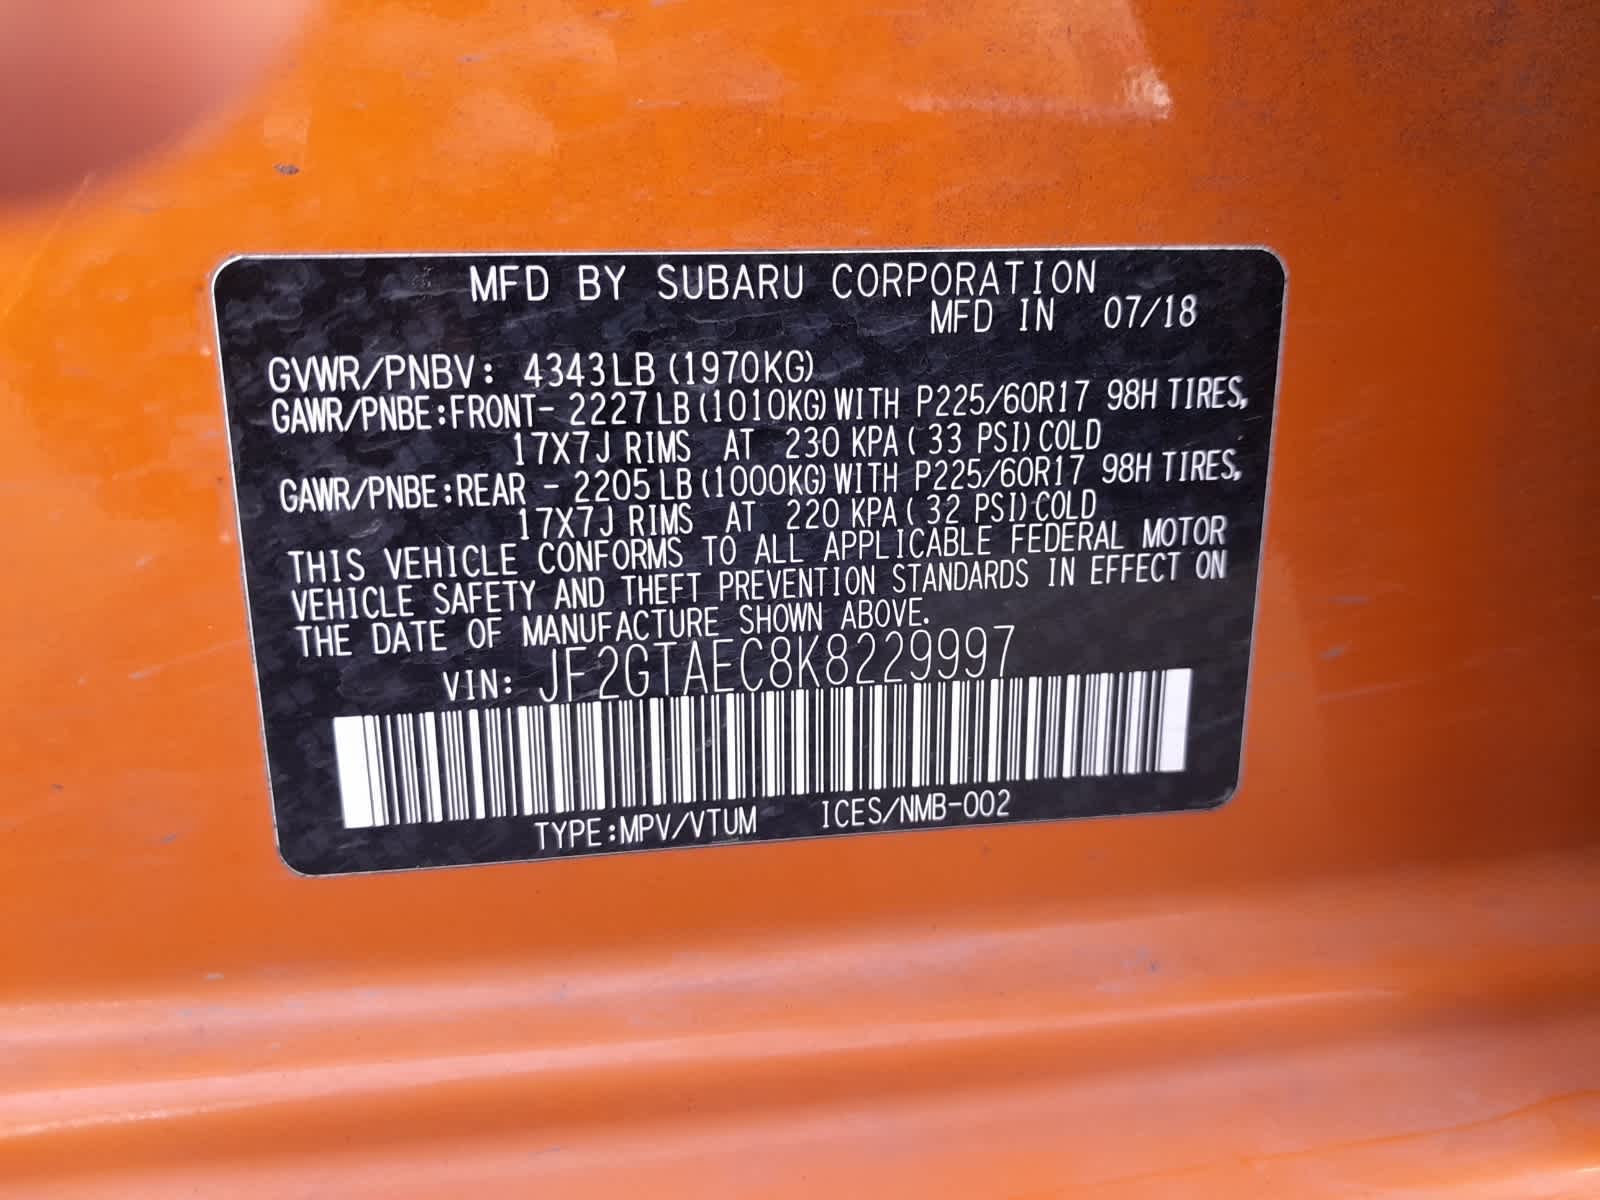 MFD BY SUBARU CORPORATION
MFD IN 07/18
GVWR/PNBV: 4343LB (1970KG)
GAWR/PNBE:FRONT- 2227LB(1010KG)WITH P225/60R17 98H TIRES,
17X7J RIMS AT 230 KPA( 33 PSI)COLD
GAWR/PNBE:REAR - 2205LB(1000KG)WITH P225/60R17 98H TIRES,
17X7J RIMS AT 220 KPA( 32 PSI)COLD
THIS VEHICLE CONFORMS TO ALL APPLICABLE FEDERAL MOTOR
VEHICLE SAFETY AND THEFT PREVENTION STANDARDS IN EFFECT ON
THE DATE OF MANUFACTURE SHOWN ABOVE.
VIN: JF2GTAEC8K8229997
TYPE:MPV/VTUM ICES/NMB-002